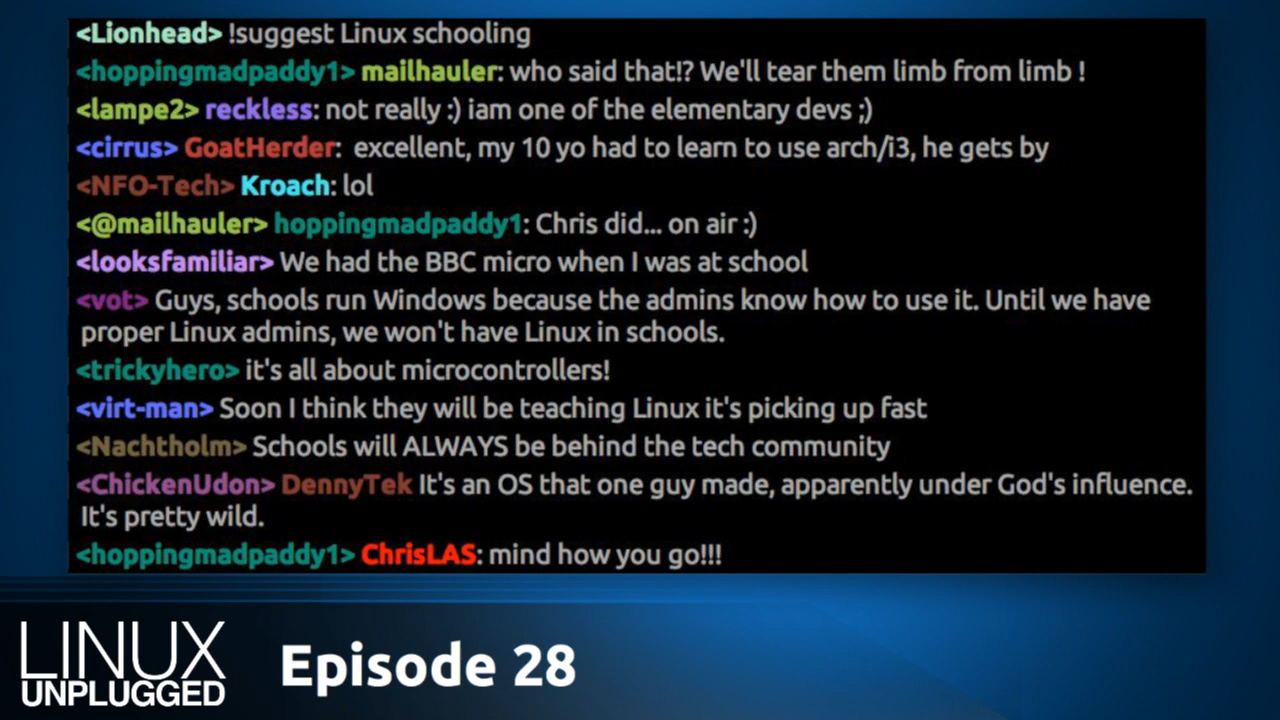 <Lionhead> !suggest Linux schooling
<hoppingmadpaddy1> mailhauler: who said that!? We'll tear them limb from limb !
<lampe2> reckless: not really :) iam one of the elementary devs ;)
<cirrus> GoatHerder:  excellent, my 10 yo had to learn to use arch/i3, he gets by
<NFO-Tech> Kroach: lol
<@mailhauler> hoppingmadpaddy1: Chris did... on air :)
<looksfamiliar> We had the BBC micro when I was at school
<vot> Guys, schools run Windows because the admins know how to use it. Until we have
proper Linux admins, we won't have Linux in schools.
<trickyhero> it's all about microcontrollers!
<virt-man> Soon I think they will be teaching Linux it's picking up fast
<Nachtholm> Schools will ALWAYS be behind the tech community
<ChickenUdon> DennyTek It's an OS that one guy made, apparently under God's influence.
It's pretty wild.
<hoppingmadpaddy1> ChrisLAS: mind how you go!!!
LINUX
UNPLUGGED
Episode 28